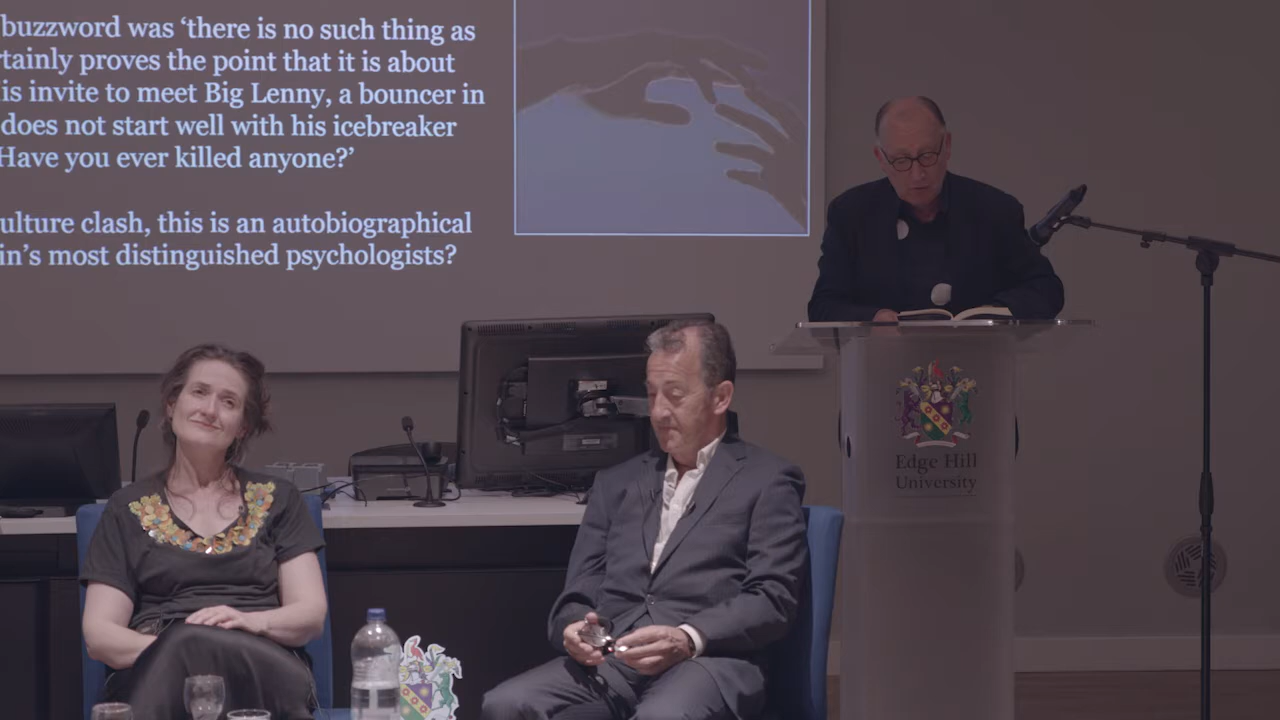 buzzword was ‘there is no such thing as
rtainly proves the point that it is about
is invite to meet Big Lenny, a bouncer in
does not start well with his icebreaker
Have you ever killed anyone?’
ulture clash, this is an autobiographical
in’s most distinguished psychologists?
Edge Hill
University